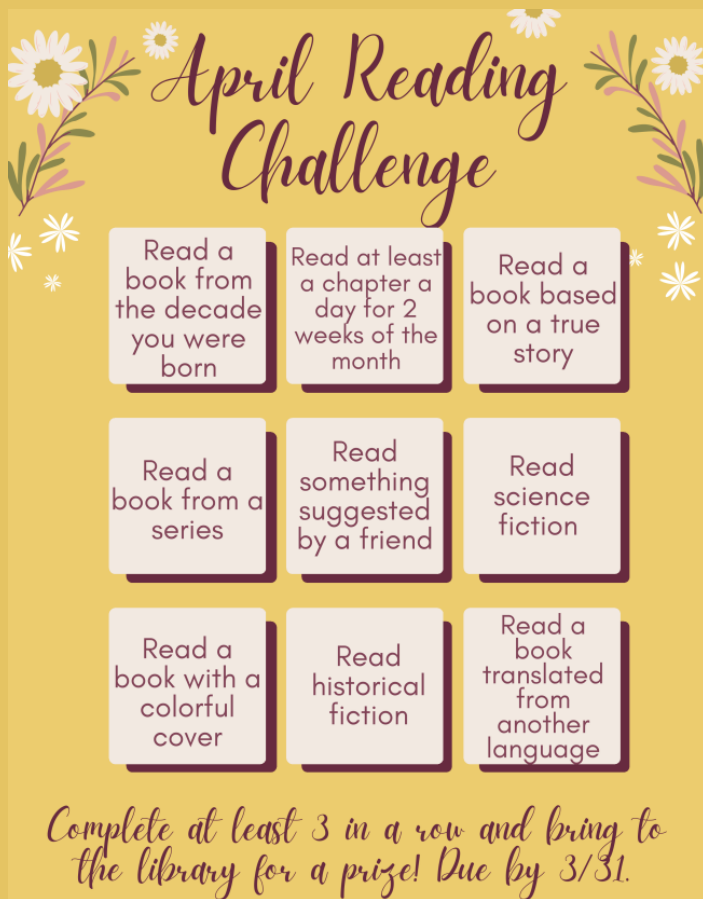 April Reading
Challenge
Read a
book from
the decade
you were
born
Read at least
a chapter a
day for 2
weeks of the
month
Read a
book based
on a true
story
Read a
book from a
series
Read
something
suggested
by a friend
Read
science
fiction
Read a
book with a
colorful
cover
Read
historical
fiction
Read a
book
translated
from
another
language
Complete at least 3 in a row and bring to
the library for a prize! Due by 3/31.